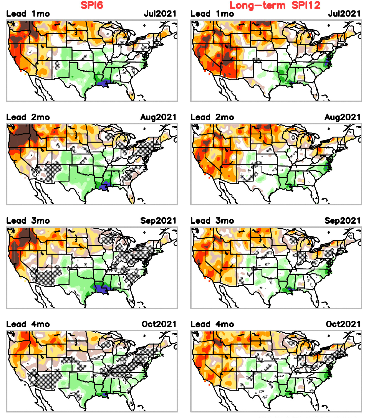 SPI6 Long-term SPI12
Lead 1mo Jul2021 Lead 1mo Jul2021
Lead 2mo Aug2021 Lead 2mo Aug2021
Lead 3mo Sep2021 Lead 3mo Sep2021
Lead 4mo Oct2021 Lead 4mo Oct2021